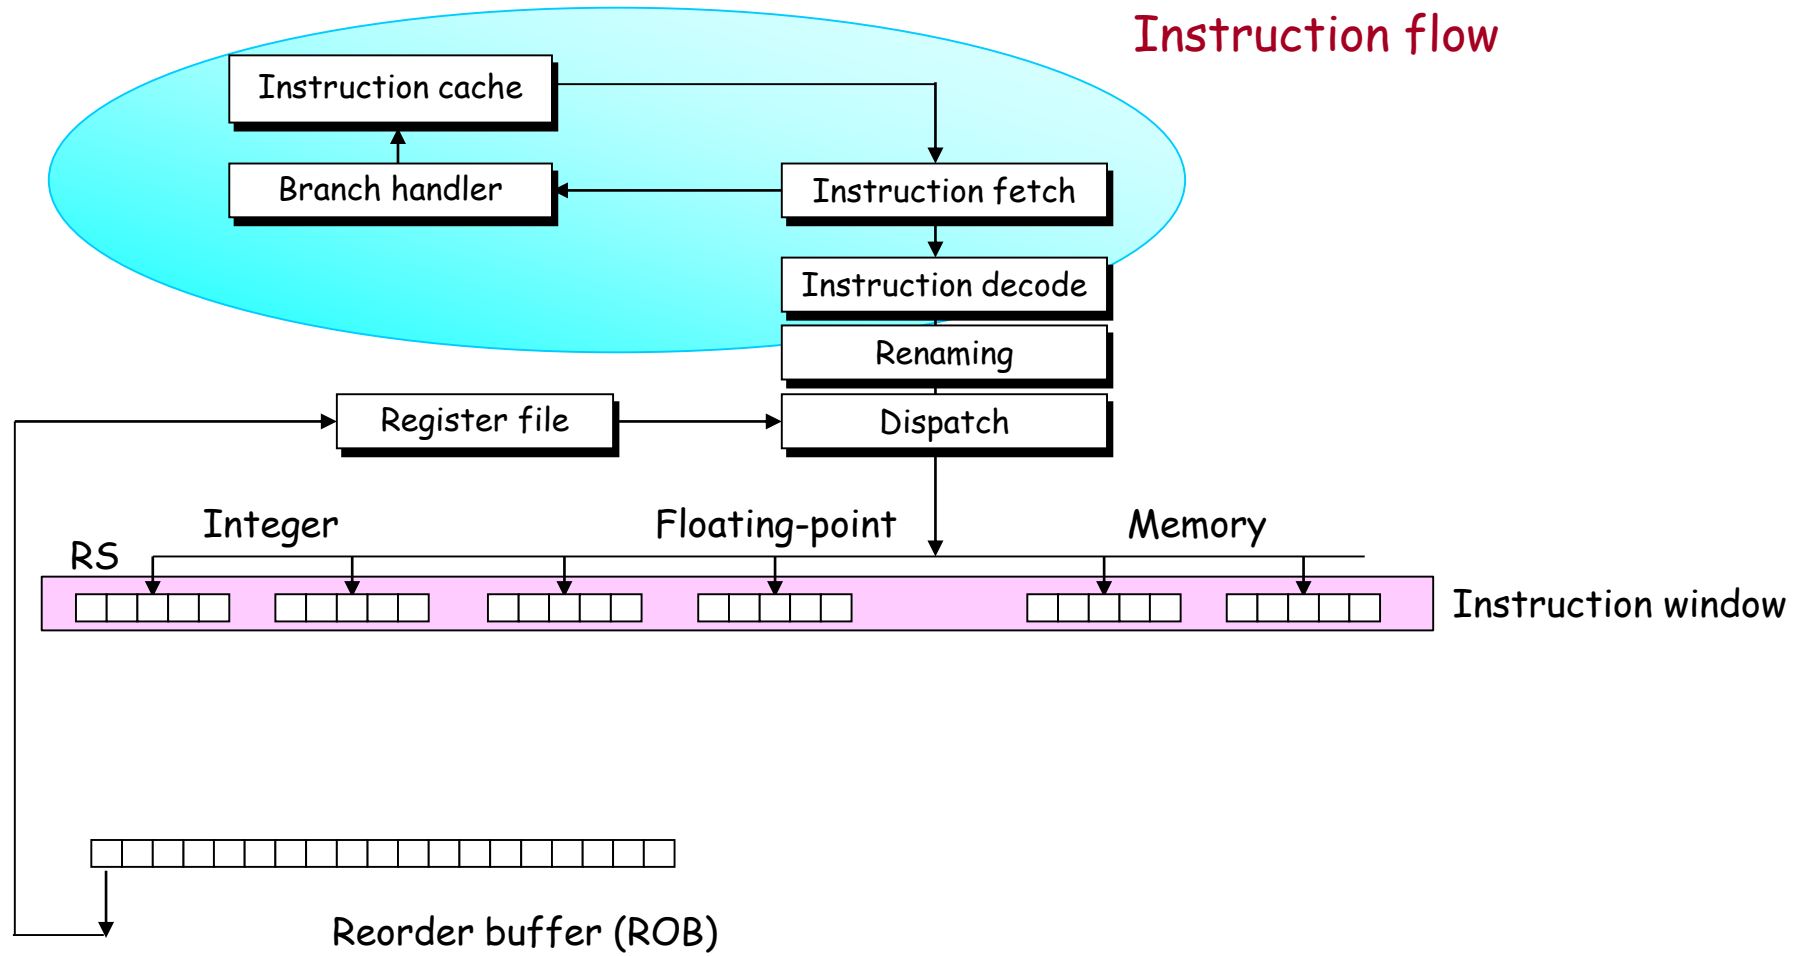 Instruction flow
Instruction cache
Branch handler
Instruction fetch
Instruction decode
Renaming
Register file
Dispatch
Integer
Floating-point
Memory
RS
Instruction window
Reorder buffer (ROB)